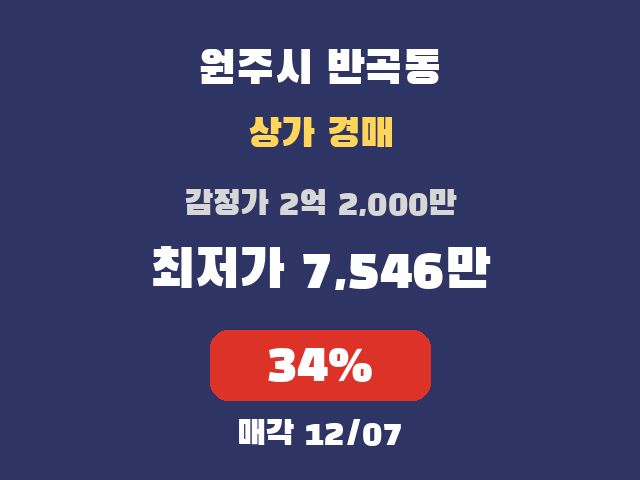 원주시 반곡동
상가 경매
감정가 2억 2,000만
최저가 7,546만
34%
매각 12/07